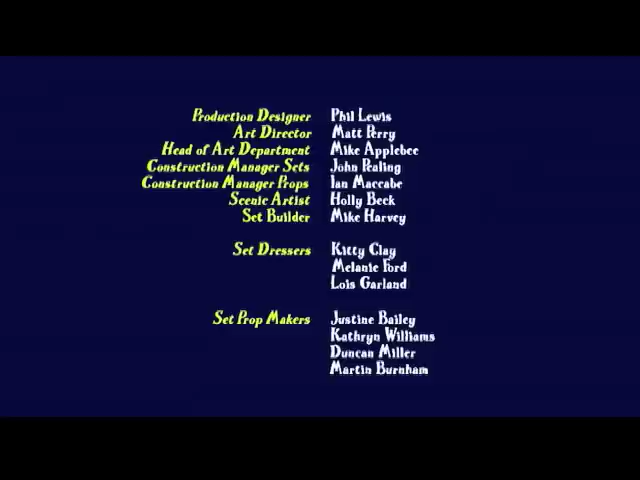 Production Designer Phil Lewis
Art Director Matt Perry
Head of Art Department Mike Applebee
Construction Manager Sets John Pealing
Construction Manager Props Ian Maccabe
Scenic Artist Holly Beck
Set Builder Mike Harvey
Set Dressers Kitty Clay
Melanie Ford
Lois Garland
Set Prop Makers Justine Bailey
Kathryn Williams
Duncan Miller
Martin Burnham